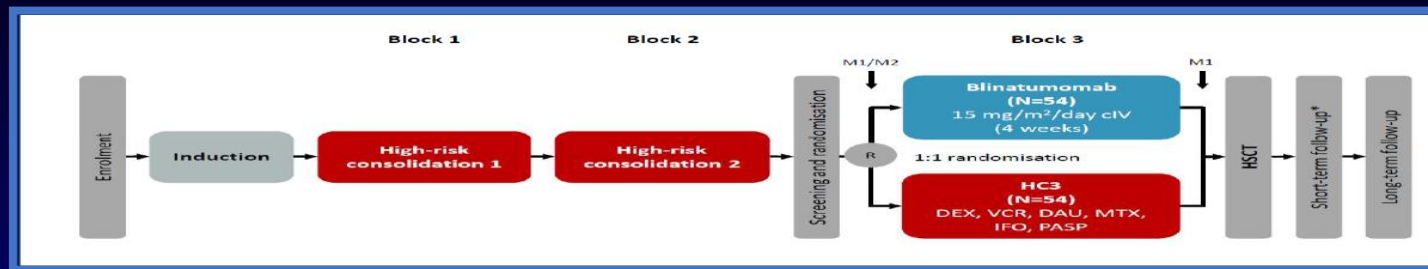 Block 1
Block 2
Block 3
Enrolment
Induction
High-risk
consolidation 1
High-risk
consolidation 2
Screening and randomisation
M1/M2
R
1:1 randomisation
Blinatumomab
(N=54)
15 mg/m²/day cIV
(4 weeks)
HC3
(N=54)
DEX, VCR, DAU, MTX,
IFO, PASP
M1
HSCT
Short-term follow-up*
Long-term follow-up